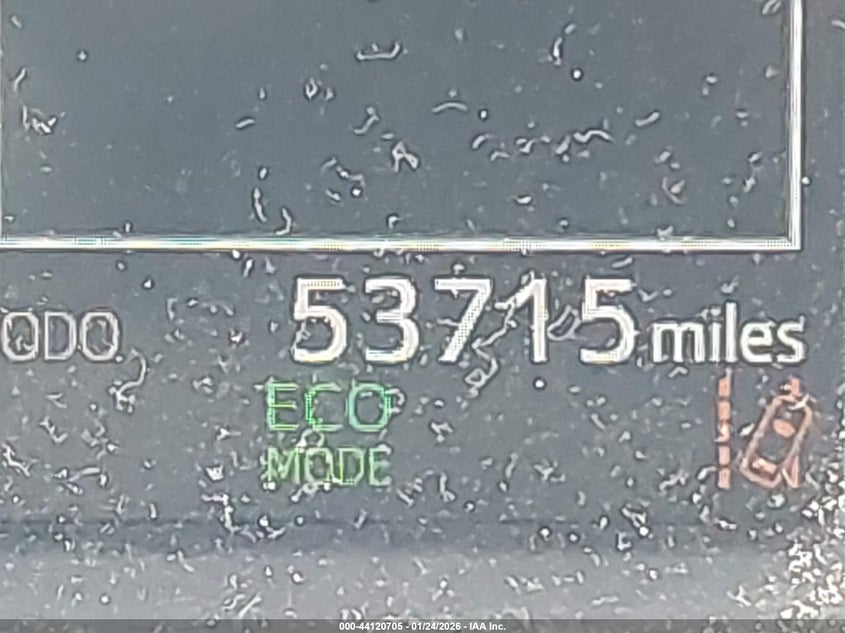 ODO 53715 miles
ECO
MODE
000-44120705 - 01/24/2026 - IAA Inc.